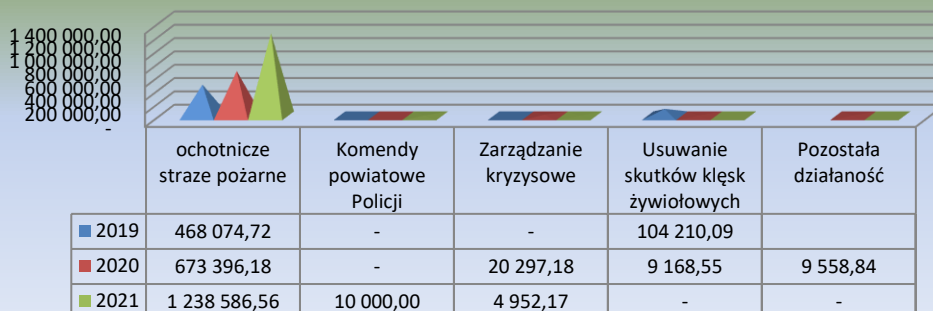 1 400 000,00
1 200 000,00
1 000 000,00
800 000,00
600 000,00
400 000,00
200 000,00
-
ochotnicze straze pożarne
Komendy powiatowe Policji
Zarządzanie kryzysowe
Usuwanie skutków klęsk żywiołowych
Pozostała działaność
2019 468 074,72 - - 104 210,09
2020 673 396,18 - 20 297,18 9 168,55 9 558,84
2021 1 238 586,56 10 000,00 4 952,17 - -